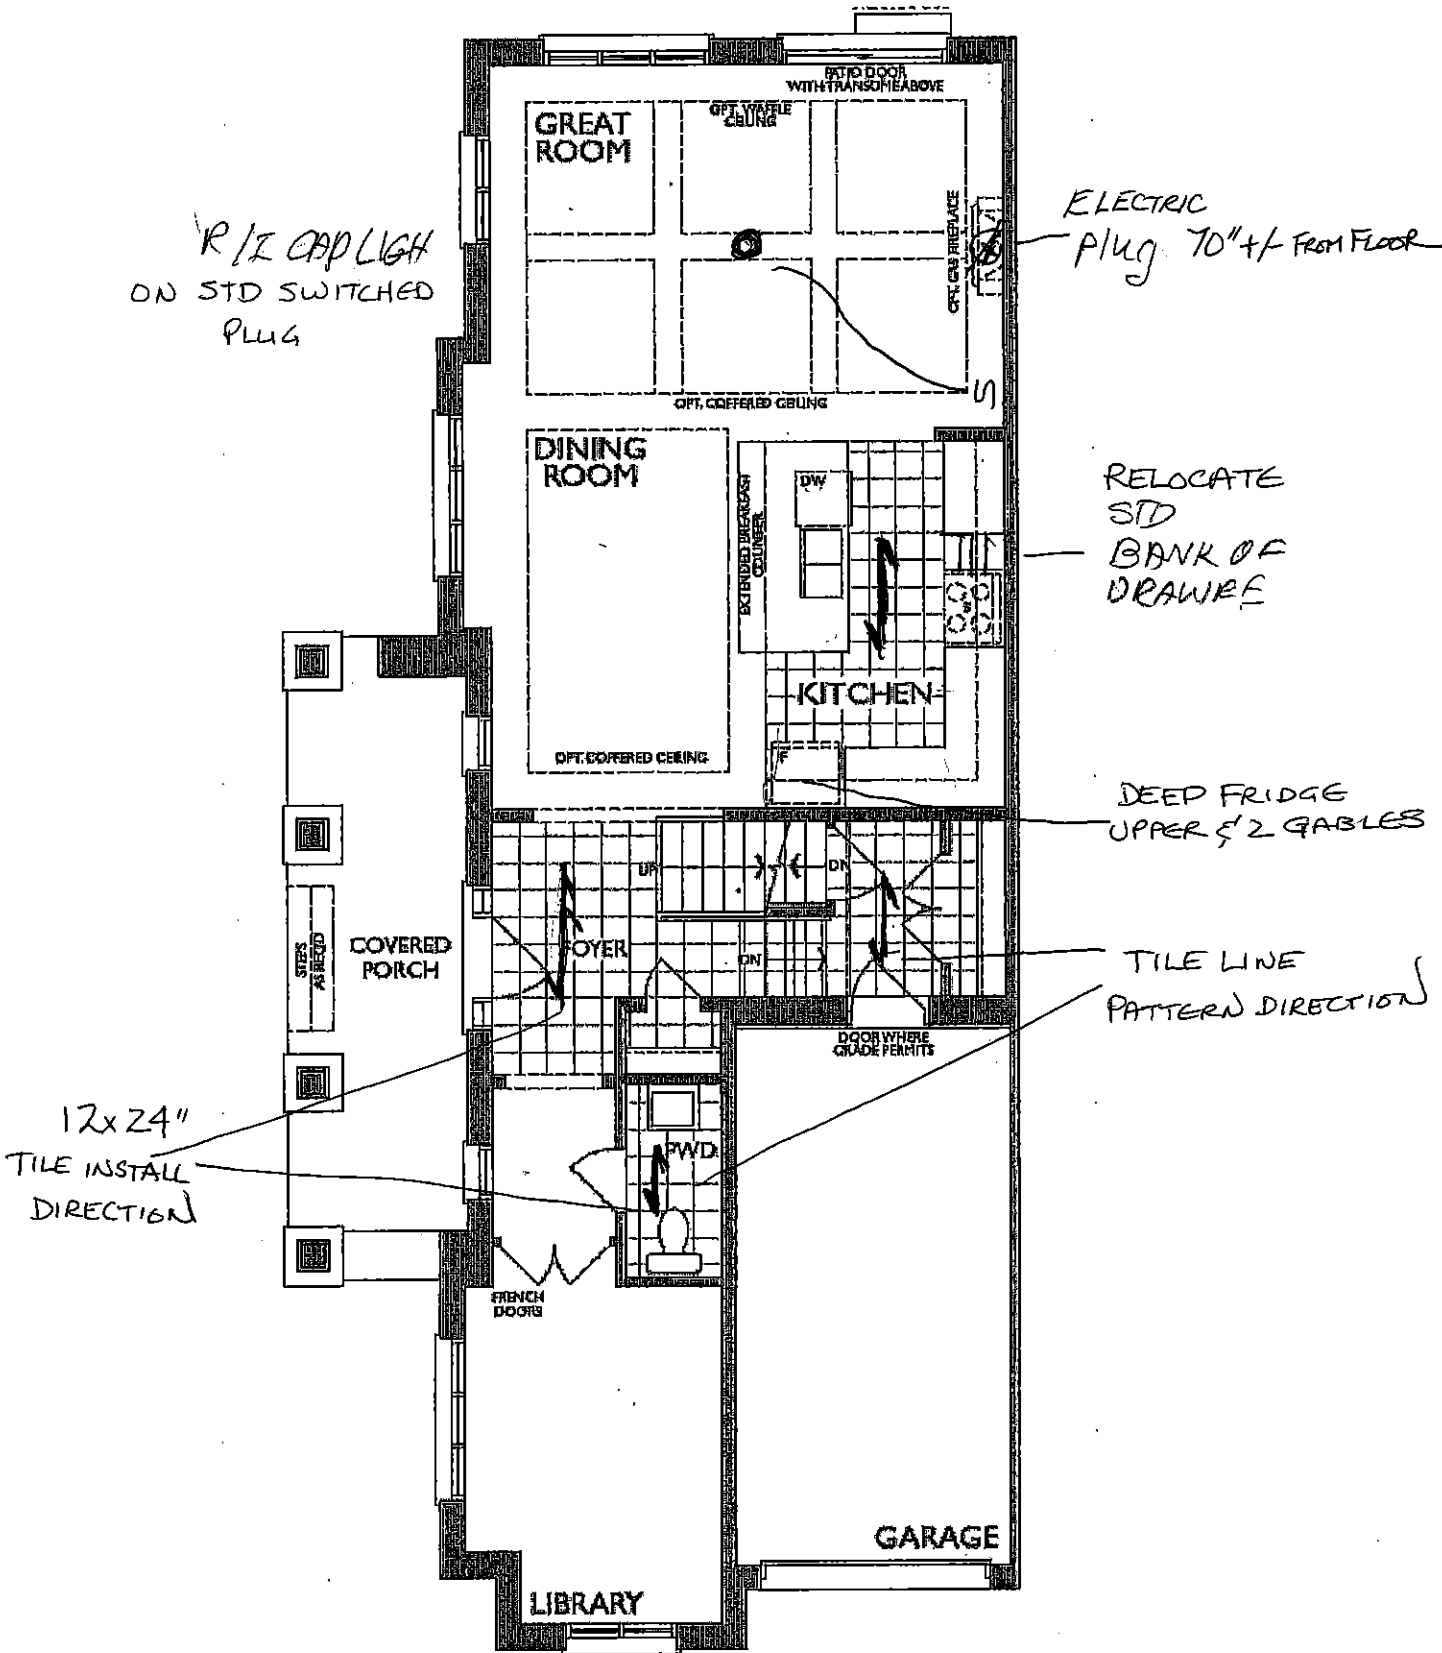 PATIO DOOR
WITH TRANSOME ABOVE
GREAT
ROOM
OPT. WAFFLE
CEILING
R/I CAP LIGH
ON STD SWITCHED
PLUG
OPT. GAS FIREPLACE
ELECTRIC
Plug 70" +/- FROM FLOOR
S
OPT. COFFERED CEILING
DINING
ROOM
DW
EXTENDED BREAKFAST
COUNTER
RELOCATE
STD
BANK OF
DRAWRE
KITCHEN
OPT. COFFERED CEILING
F
DEEP FRIDGE
UPPER & 2 GABLES
UP
DN
STEPS
AS REQ'D
COVERED
PORCH
FOYER
DN
TILE LINE
PATTERN DIRECTION
DOOR WHERE
GRADE PERMITS
12x24"
TILE INSTALL
DIRECTION
PWD.
FRENCH
DOORS
GARAGE
LIBRARY